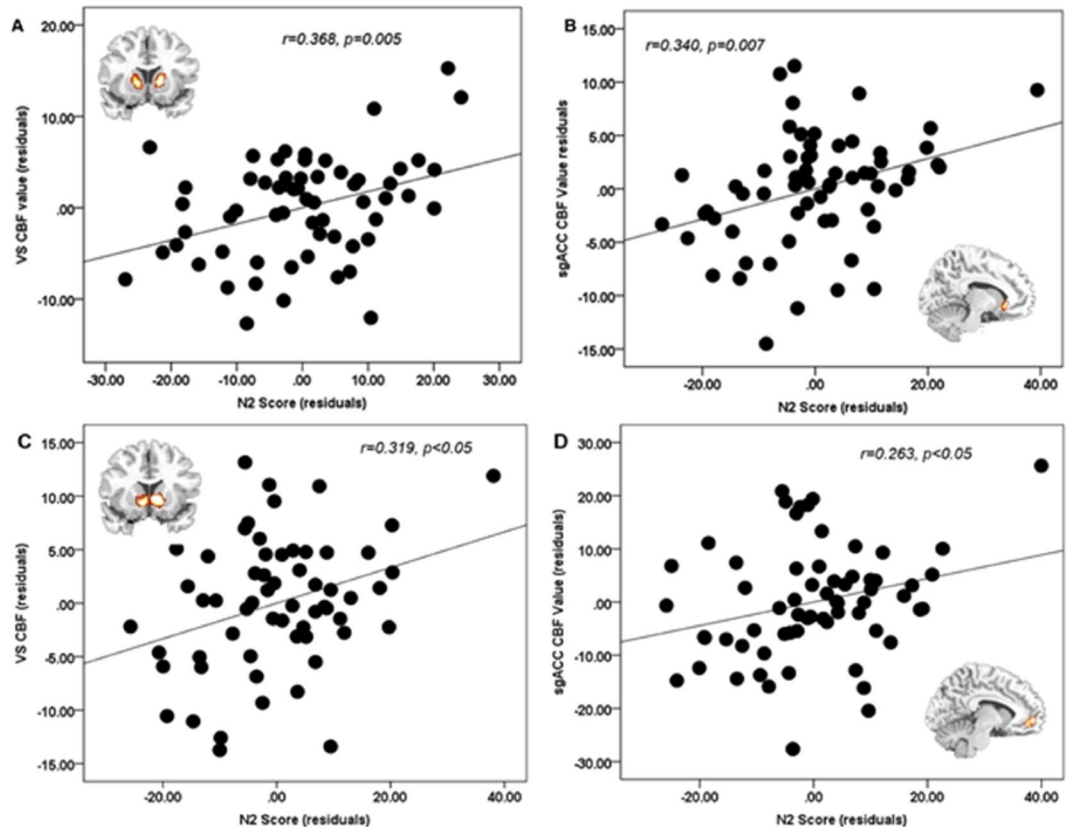 A
r=0.368, p=0.005
VS CBF value (residuals)
20.00
10.00
.00
-10.00
-30.00 -20.00 -10.00 .00 10.00 20.00 30.00
N2 Score (residuals)
B
r=0.340, p=0.007
sgACC CBF Value residuals)
15.00
10.00
5.00
.00
-5.00
-10.00
-15.00
-20.00 .00 20.00 40.00
N2 Score (residuals)
C
r=0.319, p<0.05
VS CBF (residuals)
15.00
10.00
5.00
.00
-5.00
-10.00
-15.00
-20.00 .00 20.00 40.00
N2 Score (residuals)
D
r=0.263, p<0.05
sgACC CBF Value (residuals)
30.00
20.00
10.00
.00
-10.00
-20.00
-30.00
-20.00 .00 20.00 40.00
N2 Score (residuals)